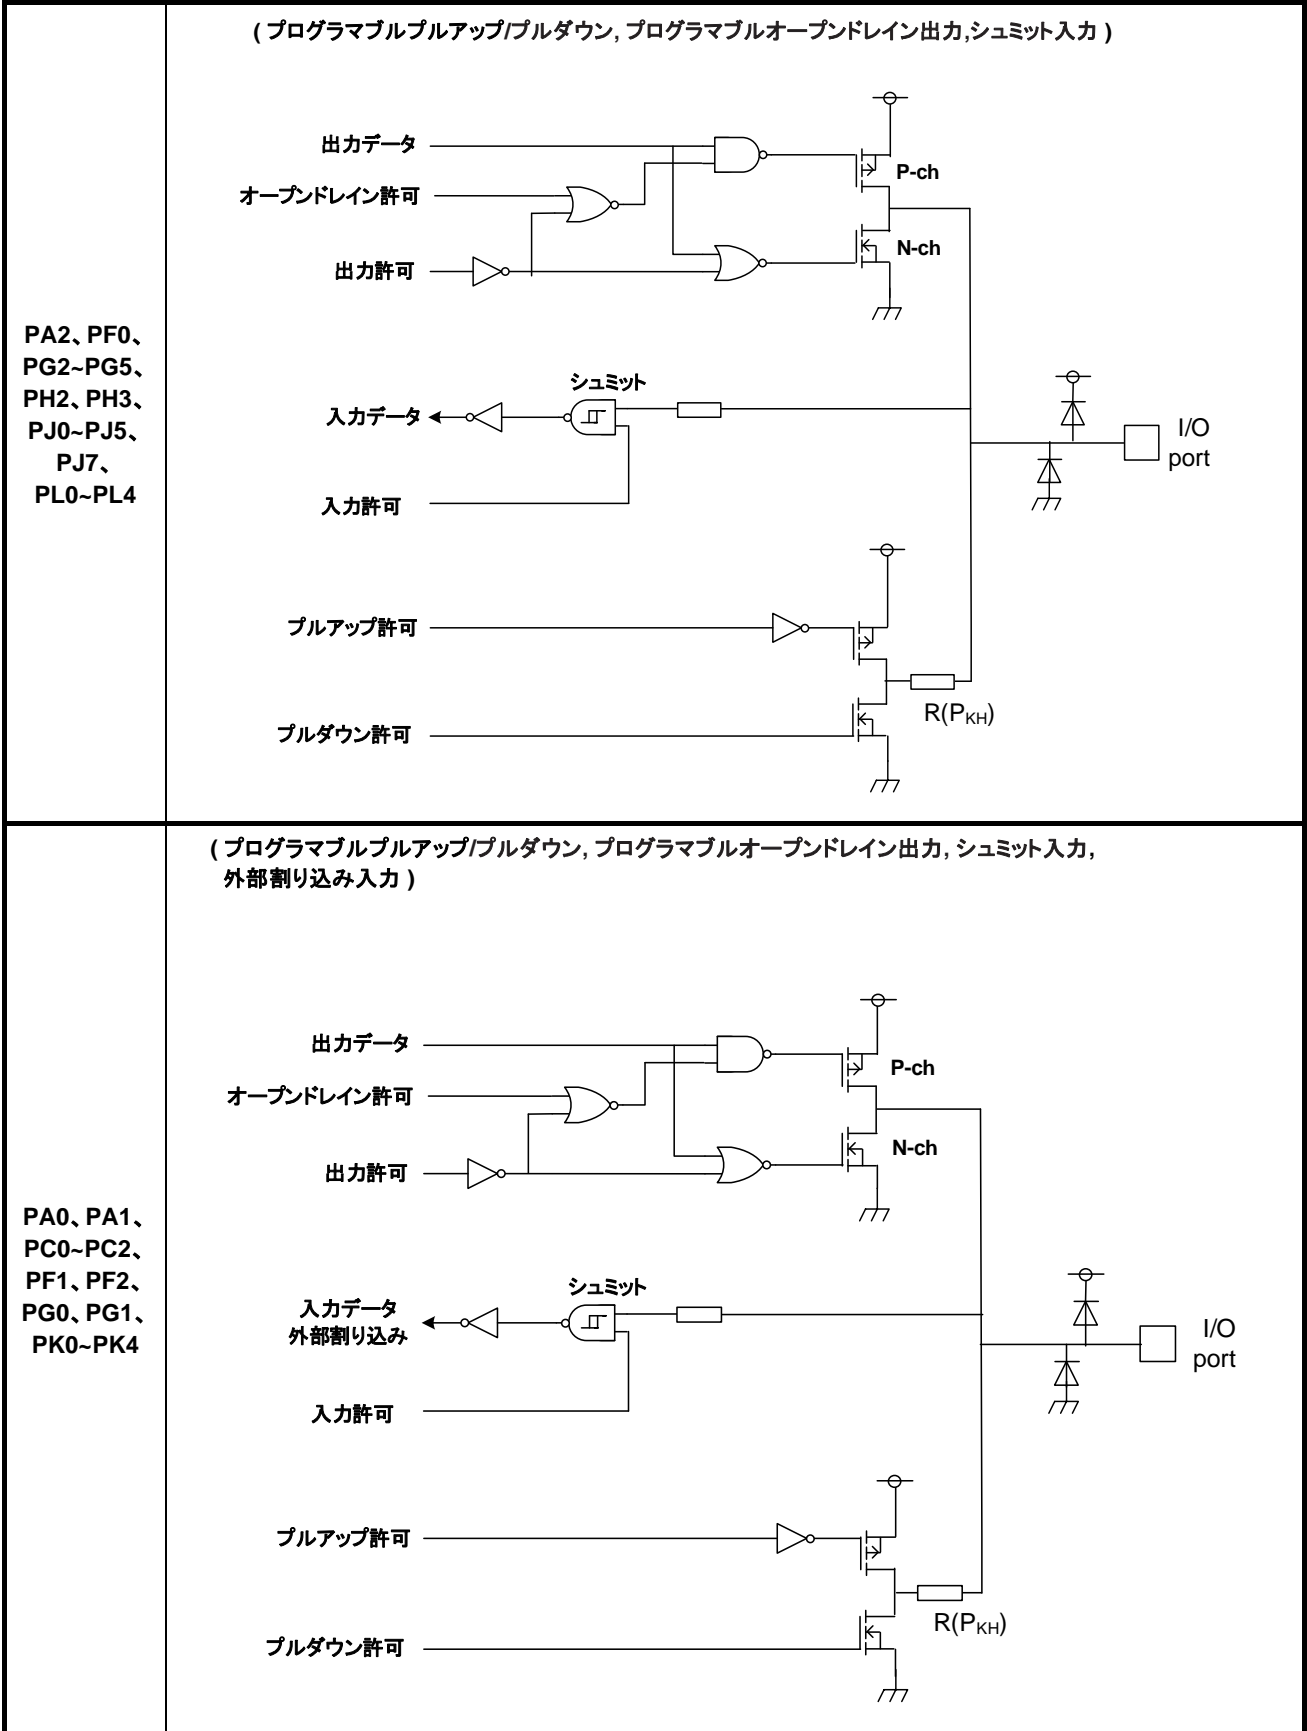 ( プログラマブルプルアップ/プルダウン, プログラマブルオープンドレイン出力,シュミット入力 )
出力データ
オープンドレイン許可
出力許可
P-ch
N-ch
シュミット
入力データ
入力許可
I/O
port
プルアップ許可
プルダウン許可
R(PKH)
PA2、PF0、
PG2~PG5、
PH2、PH3、
PJ0~PJ5、
PJ7、
PL0~PL4
( プログラマブルプルアップ/プルダウン, プログラマブルオープンドレイン出力, シュミット入力,
外部割り込み入力 )
出力データ
オープンドレイン許可
出力許可
P-ch
N-ch
シュミット
入力データ
外部割り込み
入力許可
I/O
port
プルアップ許可
プルダウン許可
R(PKH)
PA0、PA1、
PC0~PC2、
PF1、PF2、
PG0、PG1、
PK0~PK4